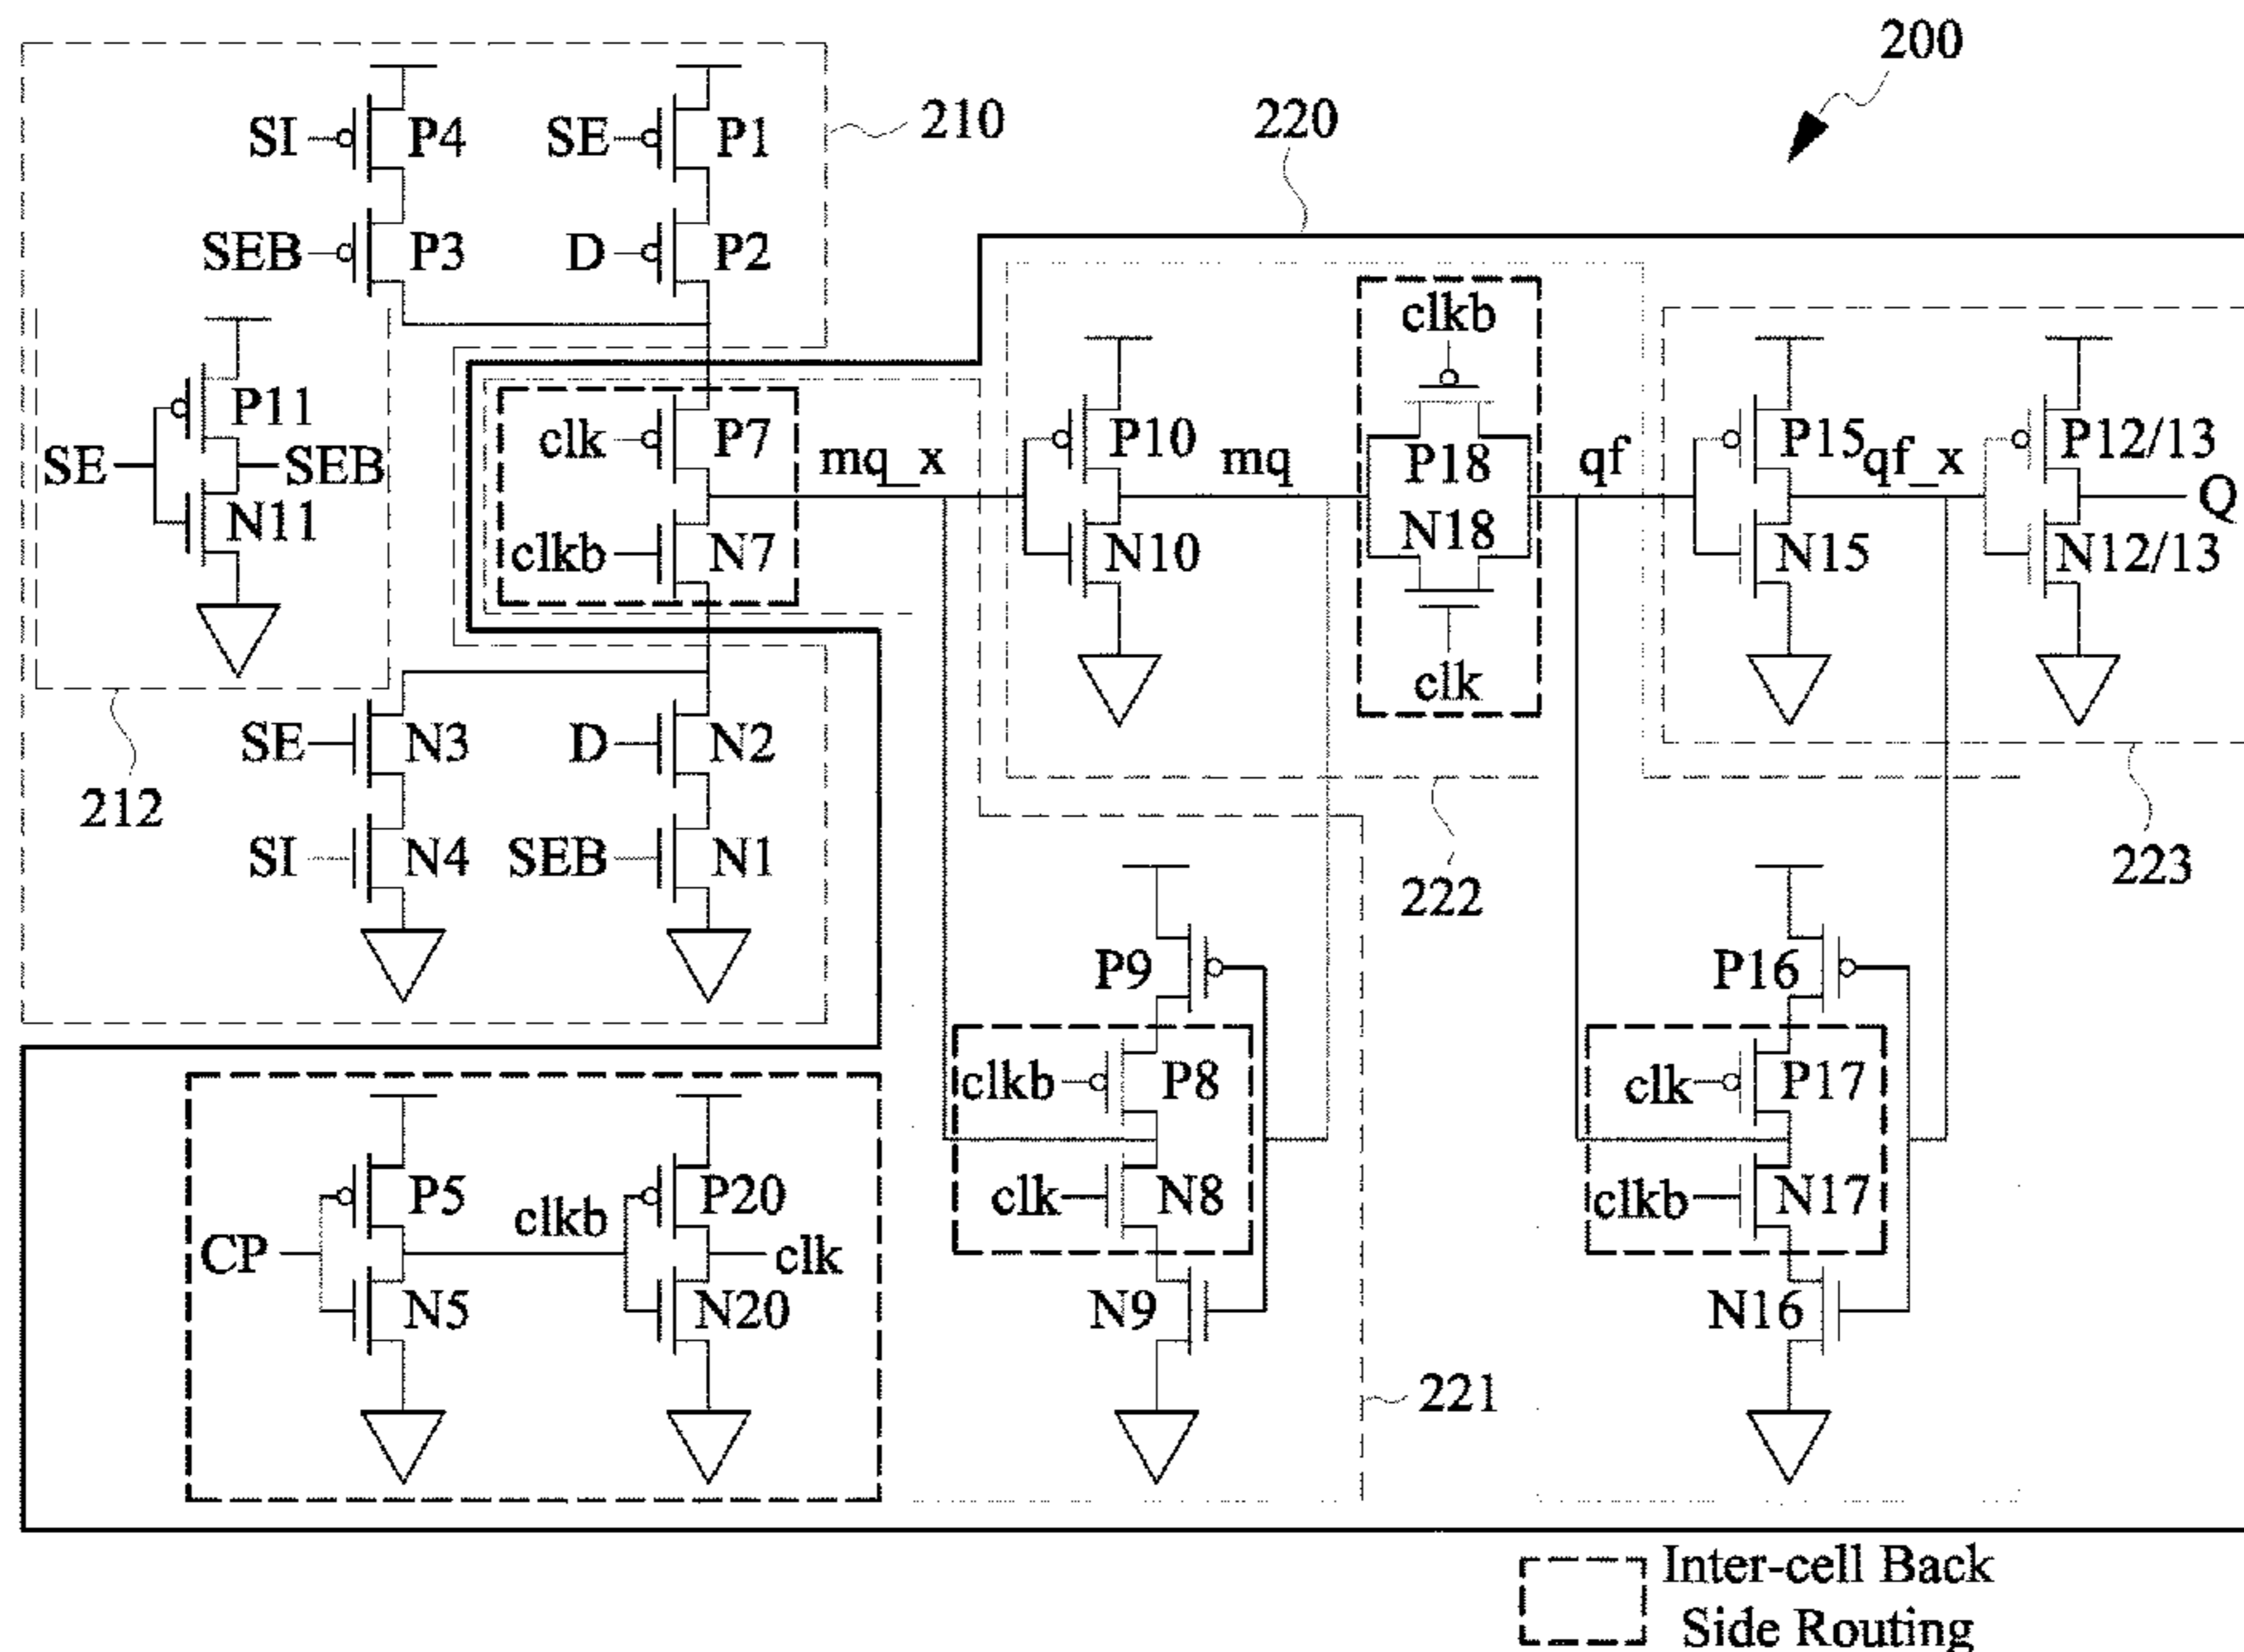 200
SI
P4
SE
P1
210
220
SEB
P3
D
P2
clkb
P11
SE
SEB
N11
clk
P7
mq_x
P10
mq
P18
qf
P15
qf_x
P12/13
Q
clkb
N7
N10
N18
N15
N12/13
clk
SE
N3
D
N2
212
SI
N4
SEB
N1
222
223
P9
P16
clkb
P8
clk
P17
CP
P5
clkb
P20
clk
clk
N8
clkb
N17
N5
N20
N9
N16
221
Inter-cell Back
Side Routing